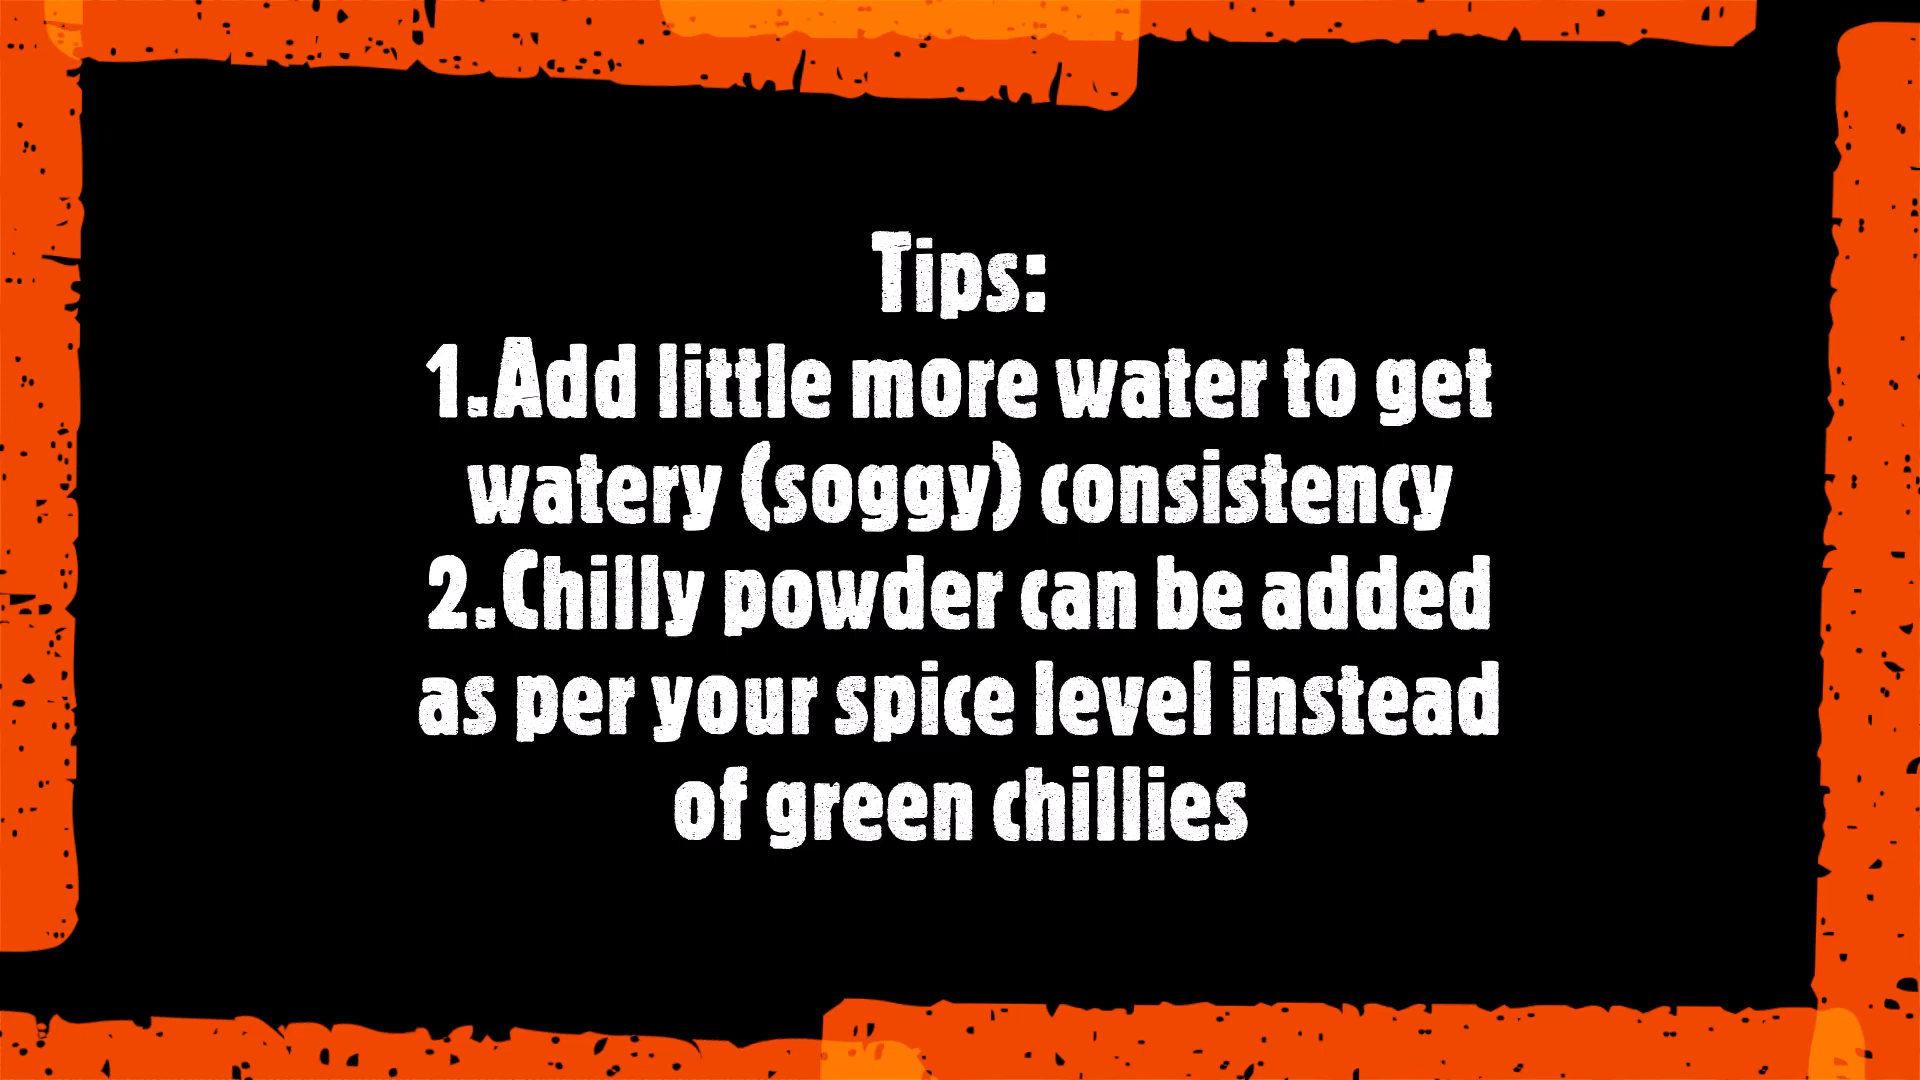 Tips:
1.Add little more water to get
watery (soggy) consistency
2.Chilly powder can be added
as per your spice level instead
of green chillies